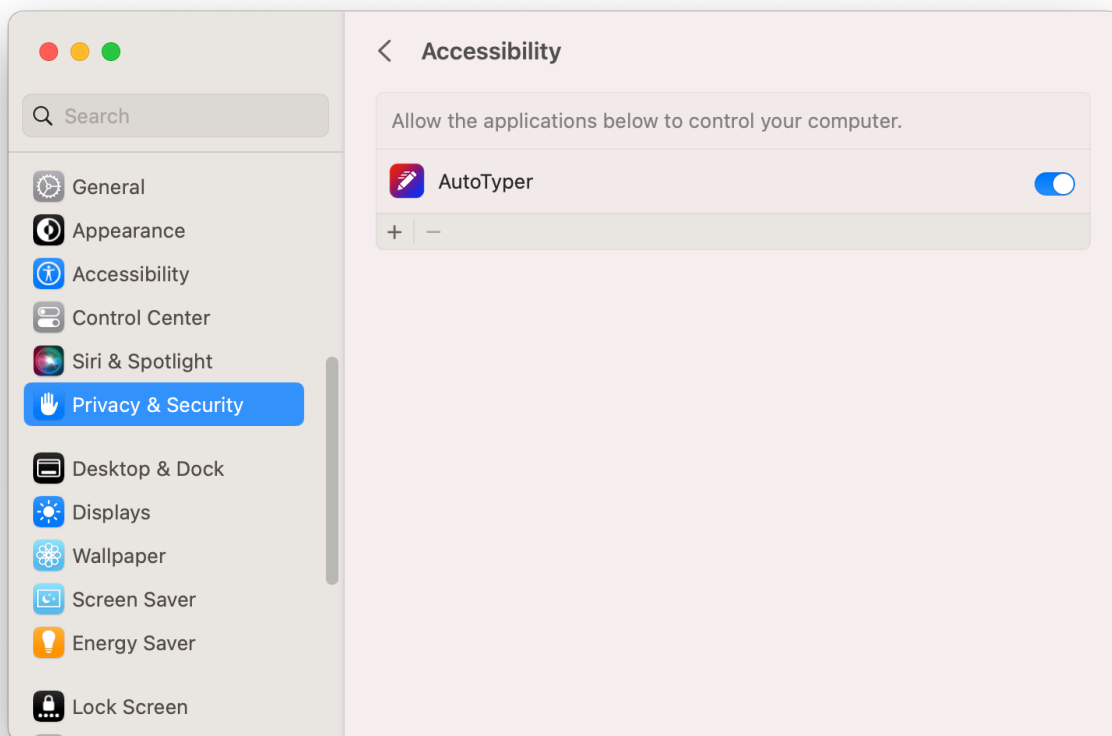 Search
General
Appearance
Accessibility
Control Center
Siri & Spotlight
Privacy & Security
Desktop & Dock
Displays
Wallpaper
Screen Saver
Energy Saver
Lock Screen
Accessibility
Allow the applications below to control your computer.
AutoTyper